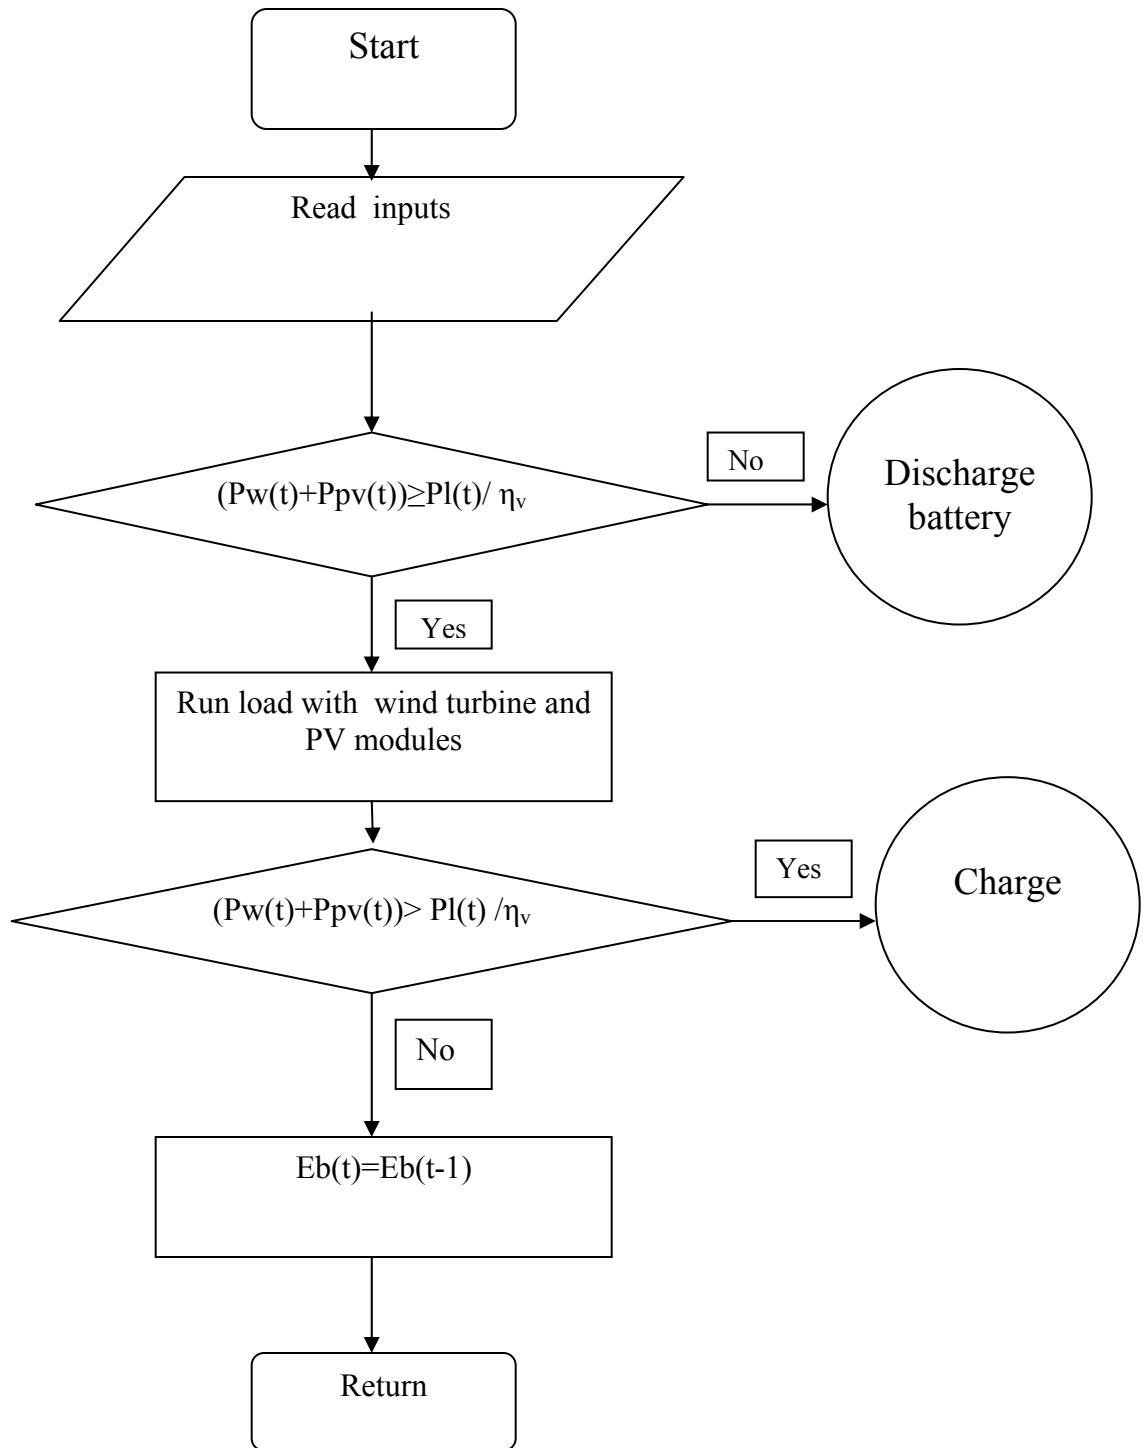 Start
Read inputs
(Pw(t)+Ppv(t))≥Pl(t)/ ηv
No
Discharge
battery
Yes
Run load with wind turbine and
PV modules
(Pw(t)+Ppv(t))> Pl(t) /ηv
Yes
Charge
No
Eb(t)=Eb(t-1)
Return